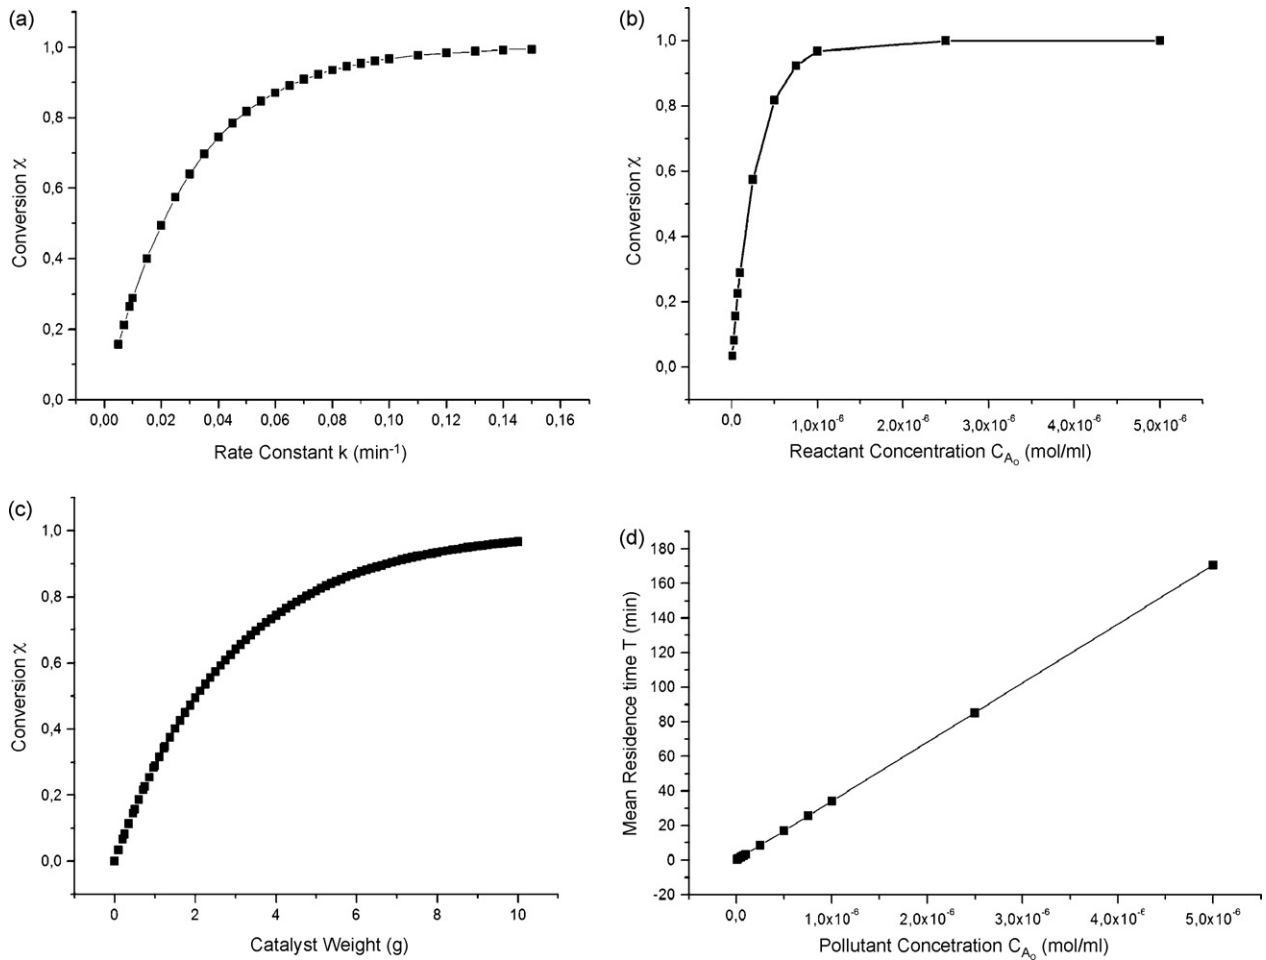 (a)
1,0
0,8
0,6
0,4
0,2
0,0
Conversion χ
0,00 0,02 0,04 0,06 0,08 0,10 0,12 0,14 0,16
Rate Constant k (min⁻¹)
(b)
1,0
0,8
0,6
0,4
0,2
0,0
Conversion χ
0,0 1,0x10⁻⁶ 2,0x10⁻⁶ 3,0x10⁻⁶ 4,0x10⁻⁶ 5,0x10⁻⁶
Reactant Concentration C_Ao (mol/ml)
(c)
1,0
0,8
0,6
0,4
0,2
0,0
Conversion χ
0 2 4 6 8 10
Catalyst Weight (g)
(d)
180
160
140
120
100
80
60
40
20
0
-20
Mean Residence time T (min)
0,0 1,0x10⁻⁶ 2,0x10⁻⁶ 3,0x10⁻⁶ 4,0x10⁻⁶ 5,0x10⁻⁶
Pollutant Concetration C_Ao (mol/ml)